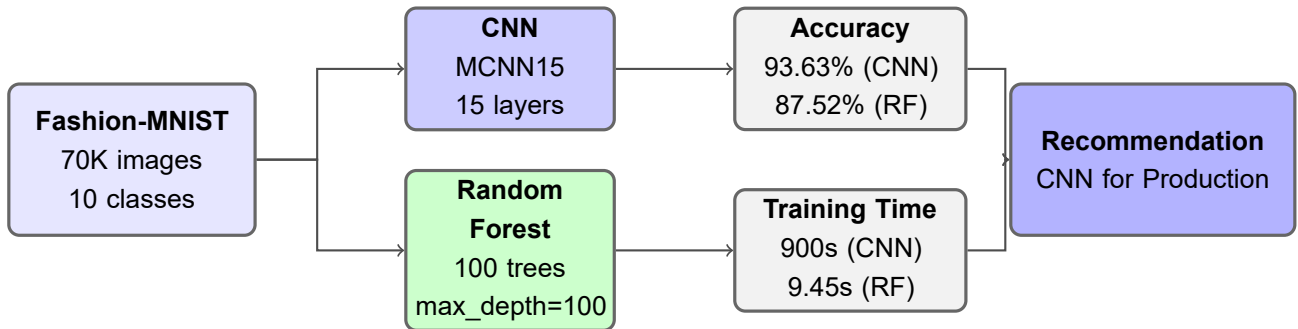 Fashion-MNIST
70K images
10 classes
CNN
MCNN15
15 layers
Random
Forest
100 trees
max_depth=100
Accuracy
93.63% (CNN)
87.52% (RF)
Training Time
900s (CNN)
9.45s (RF)
Recommendation
CNN for Production